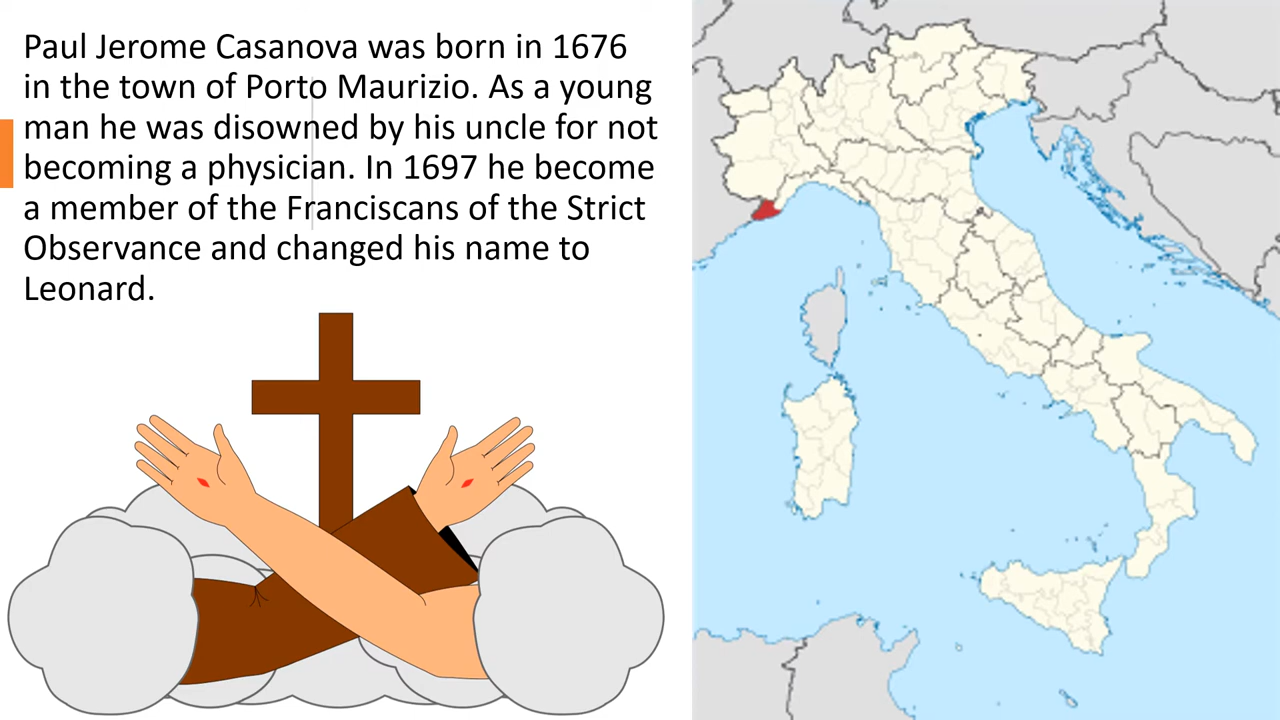 Paul Jerome Casanova was born in 1676
in the town of Porto Maurizio. As a young
man he was disowned by his uncle for not
becoming a physician. In 1697 he become
a member of the Franciscans of the Strict
Observance and changed his name to
Leonard.